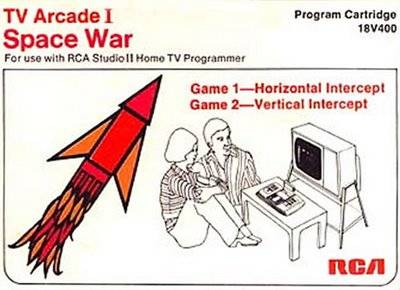 TV Arcade I
Space War
For use with RCA Studio II Home TV Programmer
Program Cartridge
18V400
Game 1—Horizontal Intercept
Game 2—Vertical Intercept
RCA